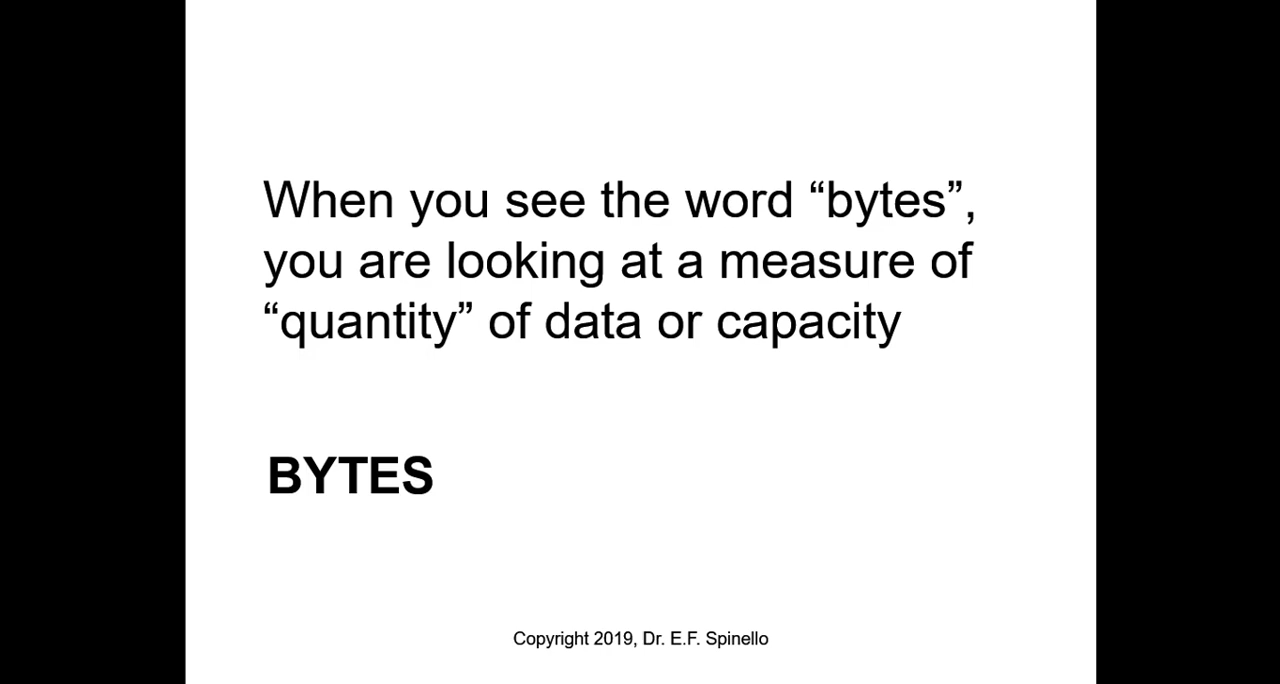 When you see the word “bytes”,
you are looking at a measure of
“quantity” of data or capacity
BYTES
Copyright 2019, Dr. E.F. Spinello